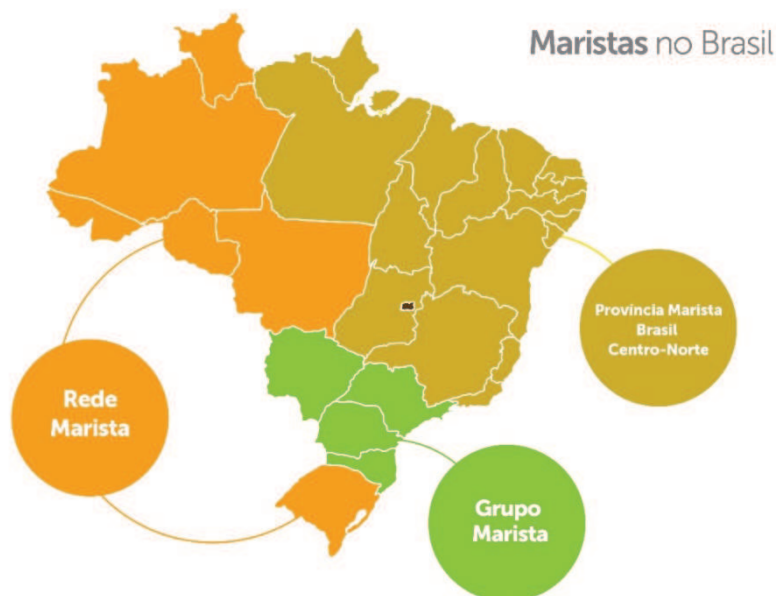 Maristas no Brasil
Província Marista
Brasil
Centro-Norte
Rede
Marista
Grupo
Marista